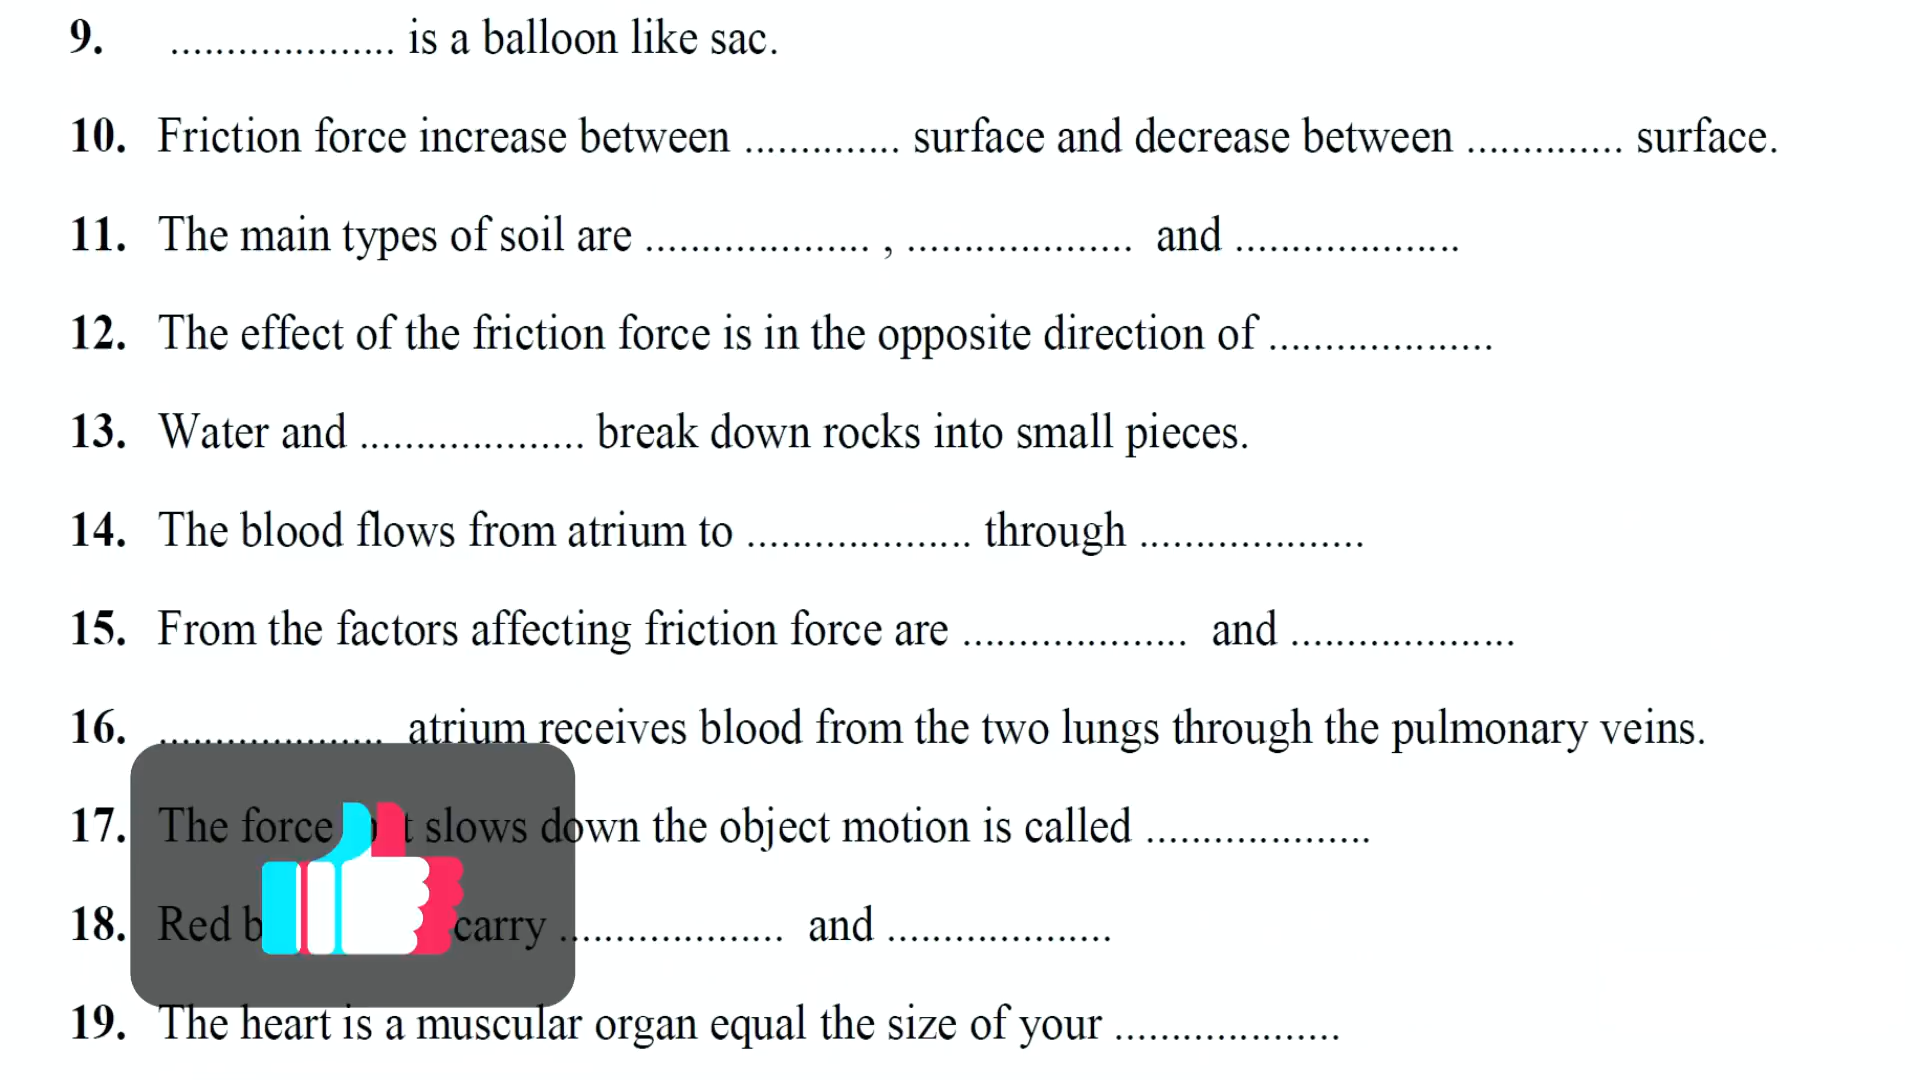 9. .................... is a balloon like sac.
10. Friction force increase between .............. surface and decrease between .............. surface.
11. The main types of soil are .................... , .................... and ....................
12. The effect of the friction force is in the opposite direction of ....................
13. Water and .................... break down rocks into small pieces.
14. The blood flows from atrium to .................... through ....................
15. From the factors affecting friction force are .................... and ....................
16. .................... atrium receives blood from the two lungs through the pulmonary veins.
17. The force slows down the object motion is called ....................
18. Red carry .................... and ....................
19. The heart is a muscular organ equal the size of your ....................